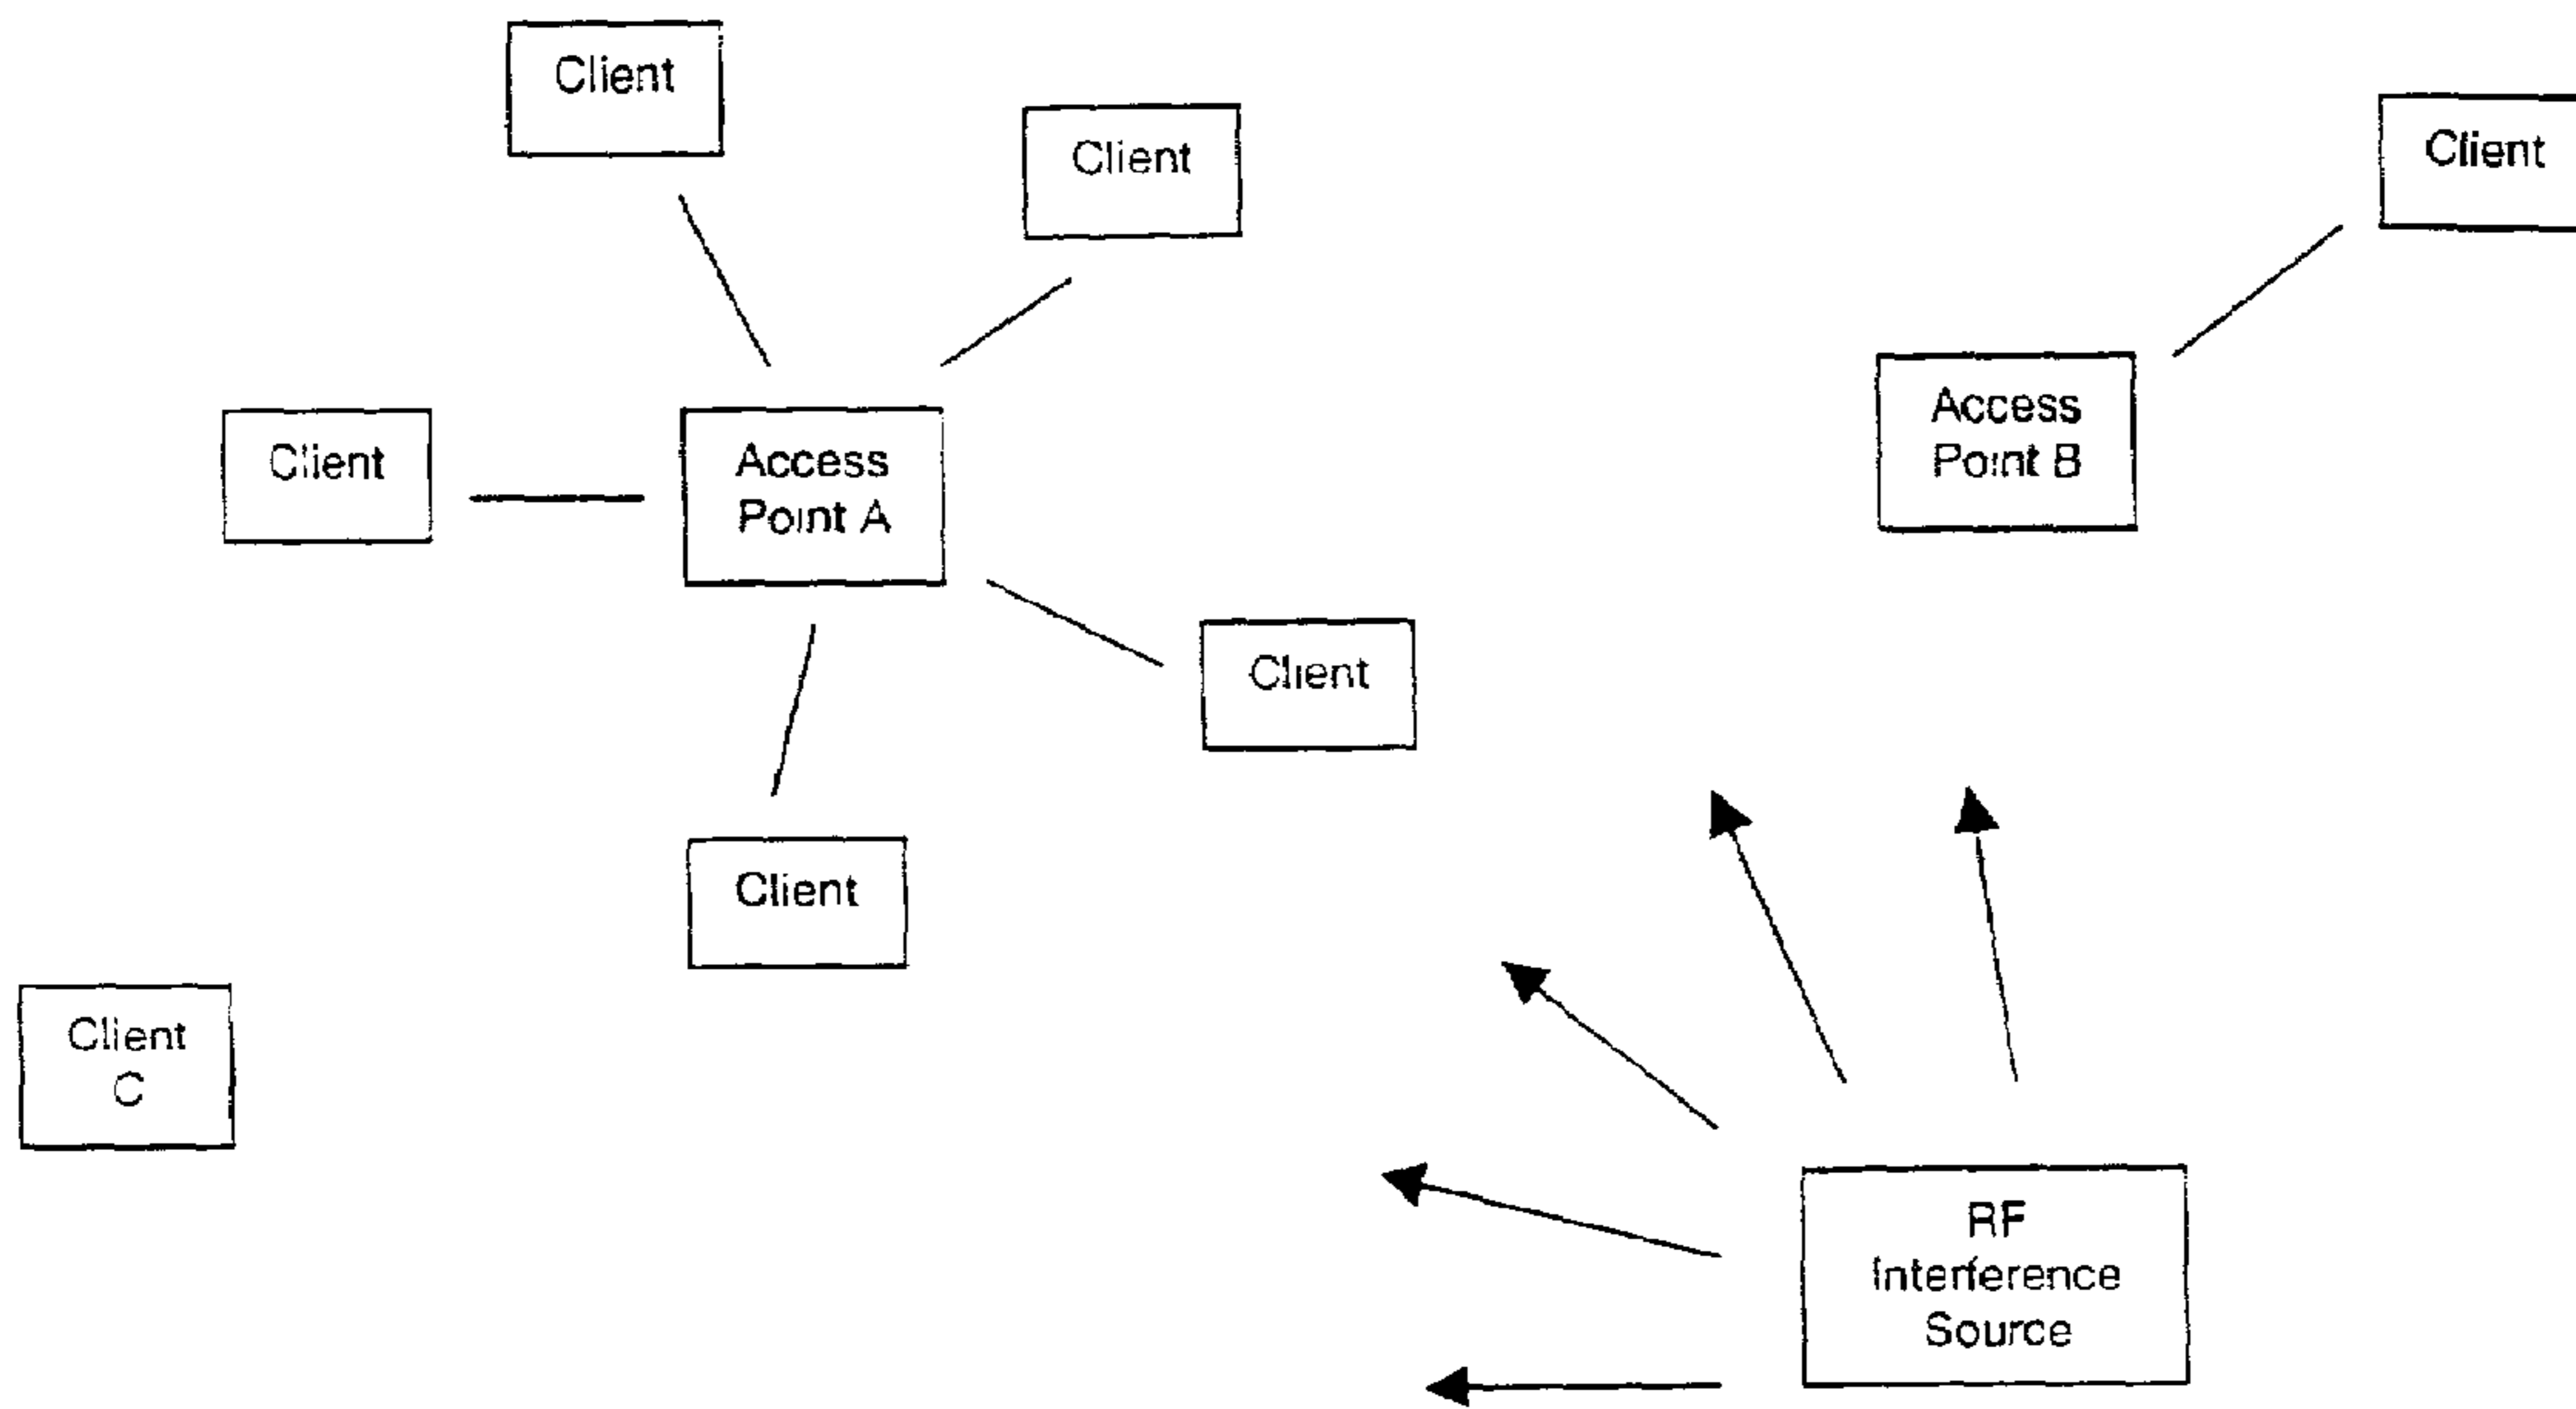 Client
Client
Client
Client
Access
Point A
Access
Point B
Client
Client
Client
C
RF
Interference
Source